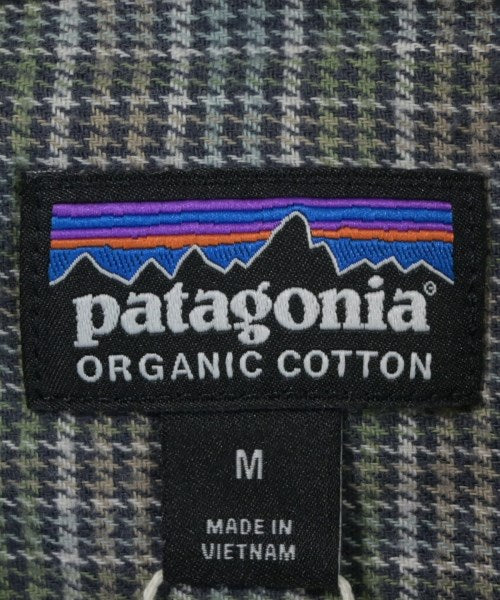 patagonia©
ORGANIC COTTON
M
MADE IN
VIETNAM